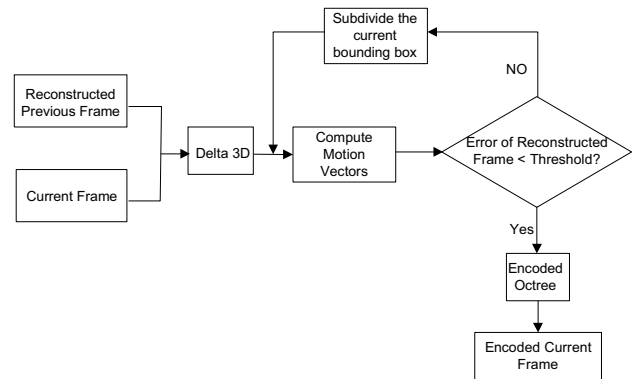 Subdivide the
current
bounding box
NO
Reconstructed
Previous Frame
Delta 3D
Compute
Motion
Vectors
Error of Reconstructed
Frame < Threshold?
Current Frame
Yes
Encoded
Octree
Encoded Current
Frame